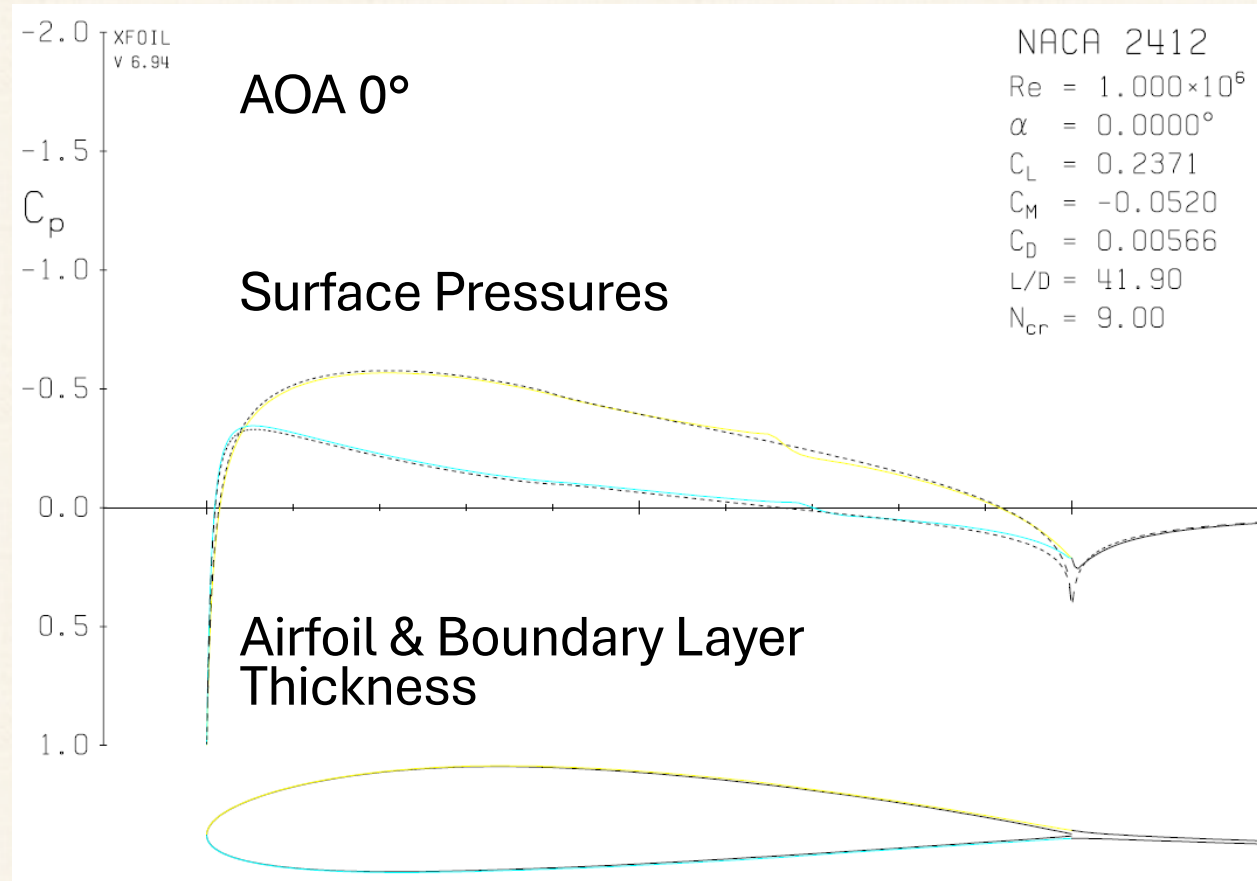 -2.0
XFOIL
V 6.94
AOA 0°
NACA 2412
Re = 1.000×10⁶
α = 0.0000°
-1.5
C_L = 0.2371
C_p
C_M = -0.0520
C_D = 0.00566
-1.0
Surface Pressures
L/D = 41.90
N_cr = 9.00
-0.5
0.0
0.5
Airfoil & Boundary Layer
Thickness
1.0